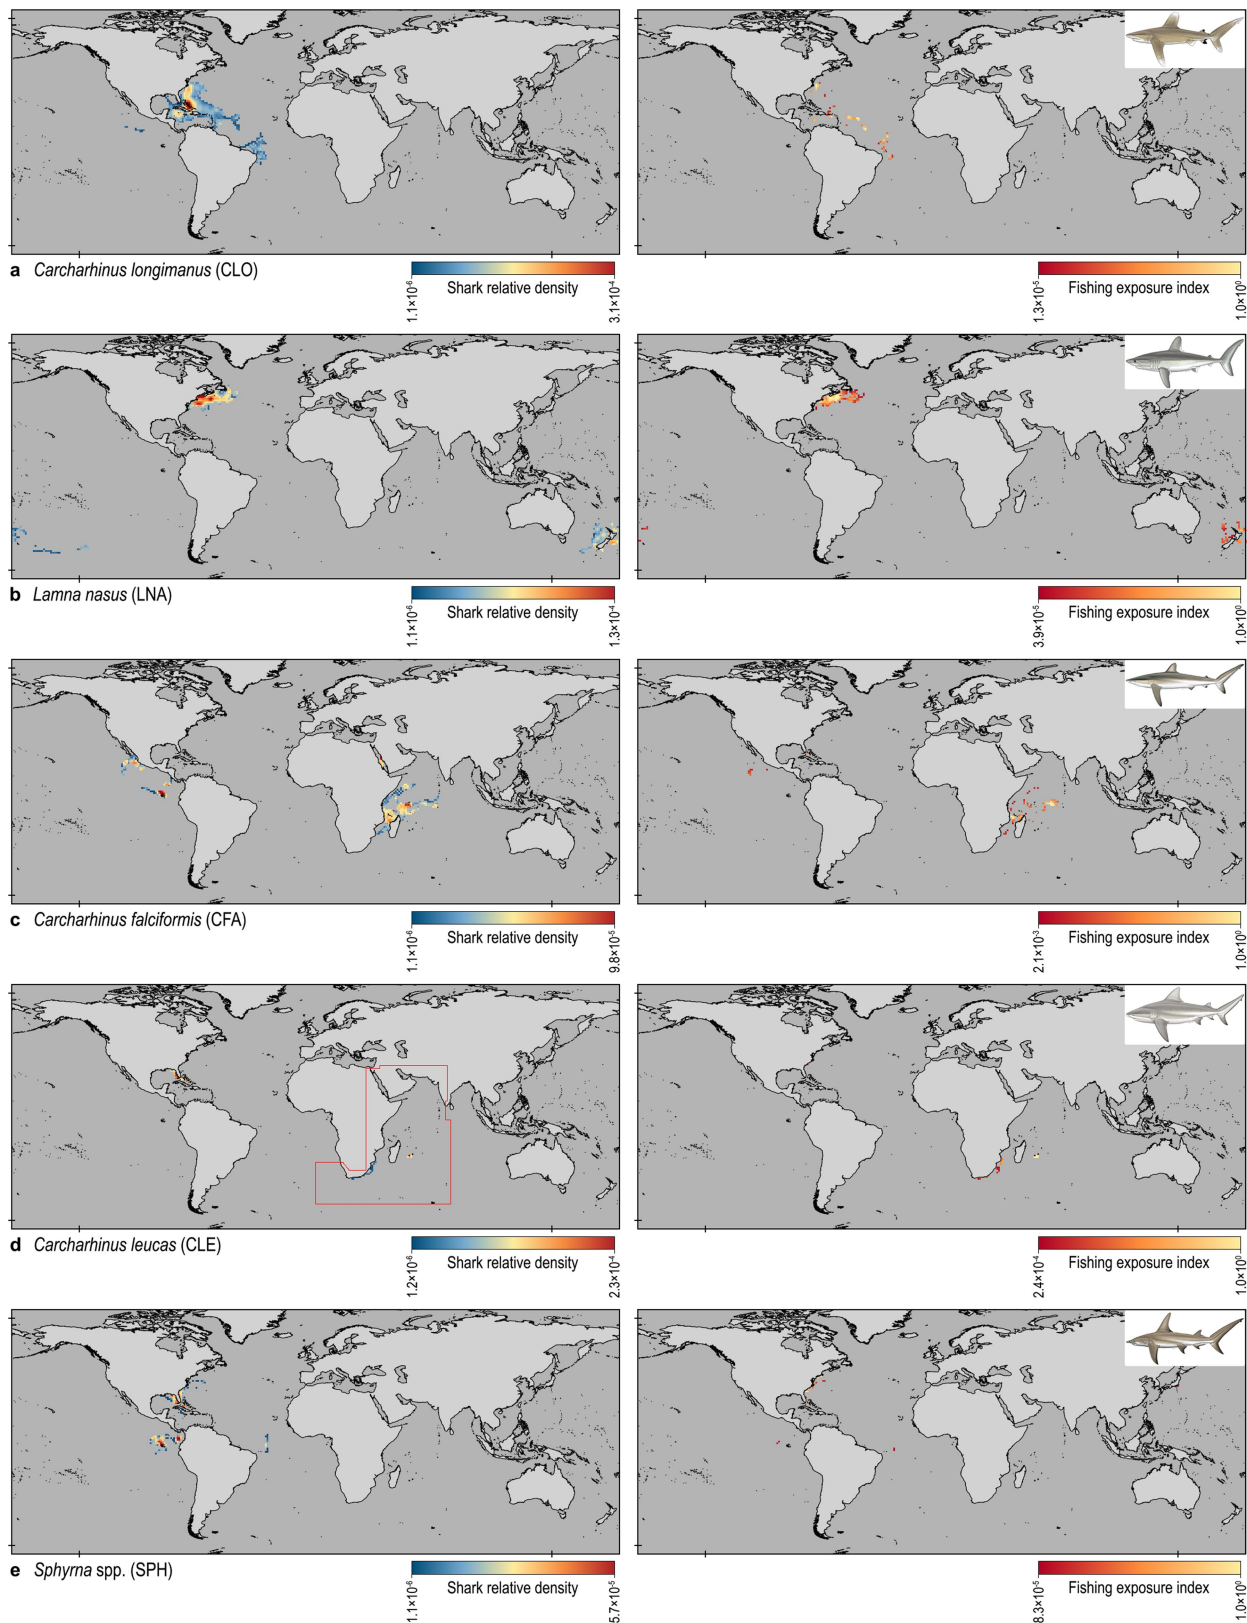 a Carcharhinus longimanus (CLO)
1.1×10⁻⁶
Shark relative density
3.1×10⁻⁴
1.3×10⁻⁵
Fishing exposure index
1.0×10⁰
b Lamna nasus (LNA)
1.1×10⁻⁶
Shark relative density
1.3×10⁻⁴
3.9×10⁻⁵
Fishing exposure index
1.0×10⁰
c Carcharhinus falciformis (CFA)
1.1×10⁻⁶
Shark relative density
9.8×10⁻⁵
2.1×10⁻³
Fishing exposure index
1.0×10⁰
d Carcharhinus leucas (CLE)
1.2×10⁻⁶
Shark relative density
2.3×10⁻⁴
2.4×10⁻⁴
Fishing exposure index
1.0×10⁰
e Sphyrna spp. (SPH)
1.1×10⁻⁶
Shark relative density
5.7×10⁻⁵
8.3×10⁻⁵
Fishing exposure index
1.0×10⁰